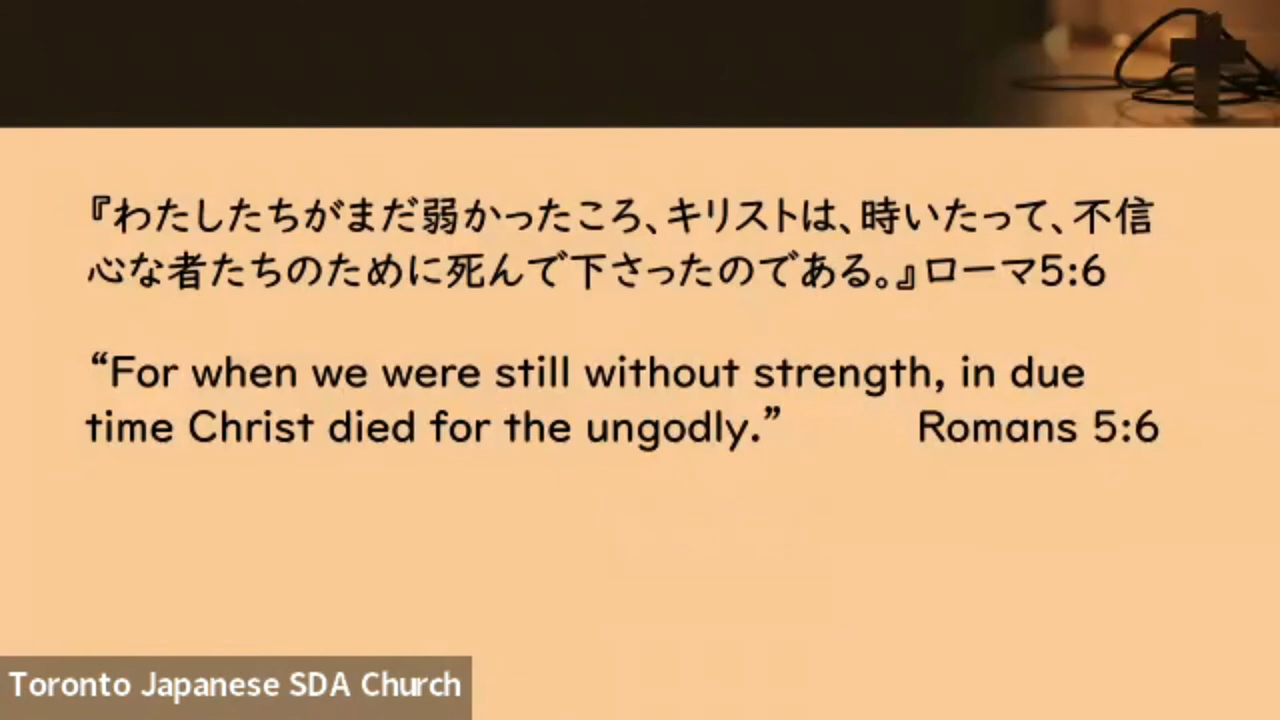 『わたしたちがまだ弱かったころ、キリストは、時いたって、不信
心な者たちのために死んで下さったのである。』ローマ5:6
“For when we were still without strength, in due
time Christ died for the ungodly.” Romans 5:6
Toronto Japanese SDA Church